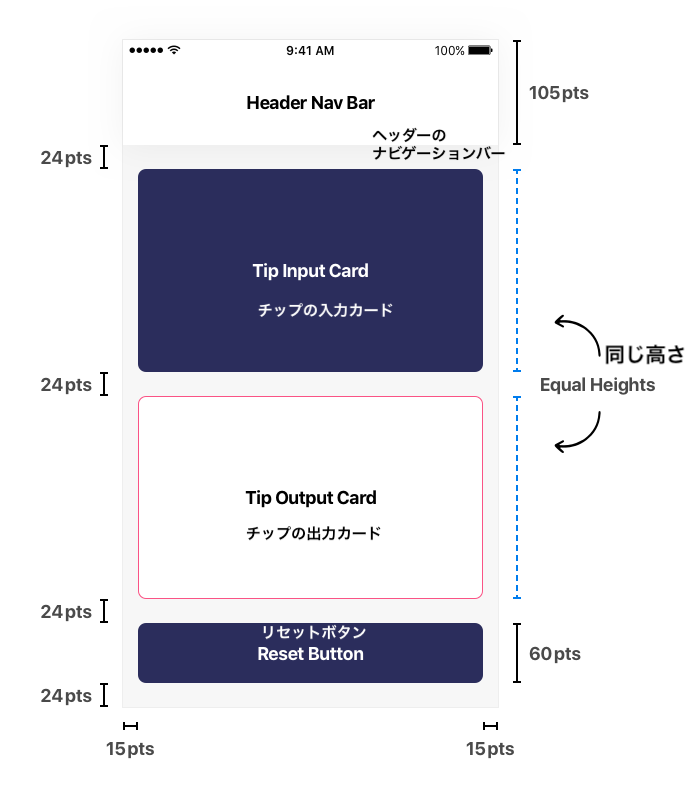 9:41 AM
100%
Header Nav Bar
105pts
ヘッダーの
ナビゲーションバー
24pts
Tip Input Card
チップの入力カード
同じ高さ
Equal Heights
24pts
Tip Output Card
チップの出力カード
24pts
リセットボタン
Reset Button
60pts
24pts
15pts
15pts